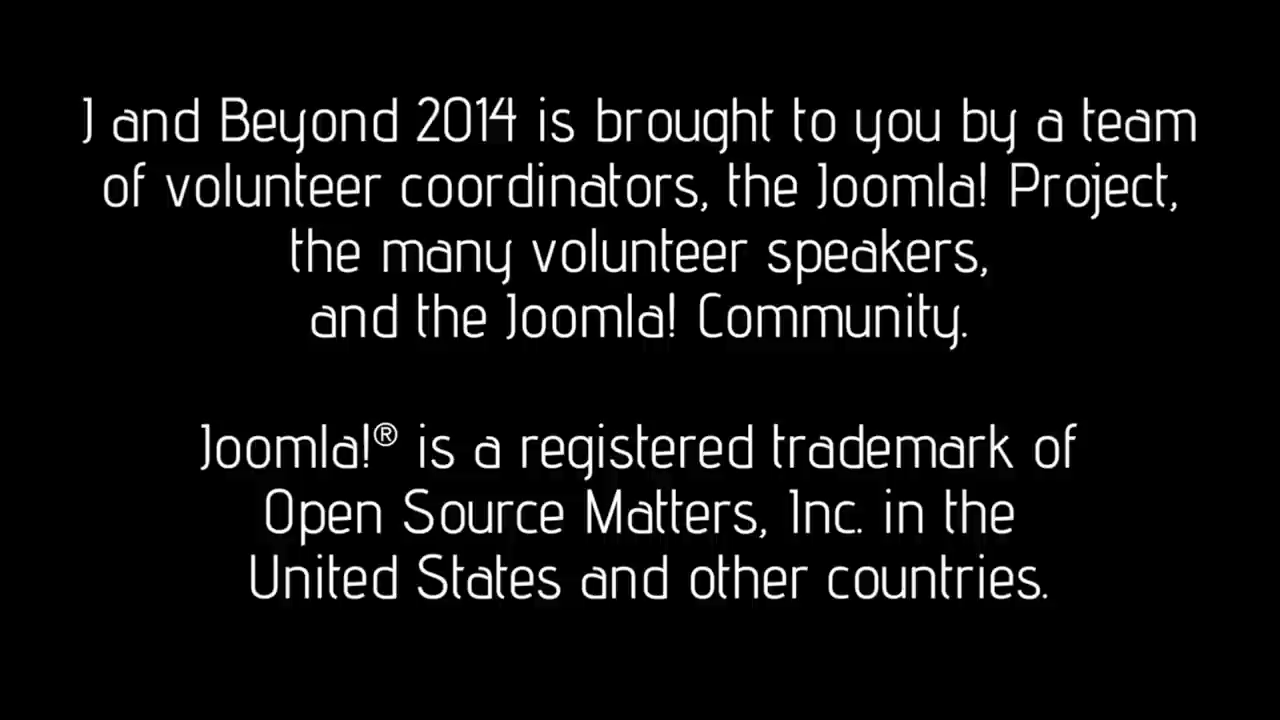 J and Beyond 2014 is brought to you by a team
of volunteer coordinators, the Joomla! Project,
the many volunteer speakers,
and the Joomla! Community.
Joomla!® is a registered trademark of
Open Source Matters, Inc. in the
United States and other countries.